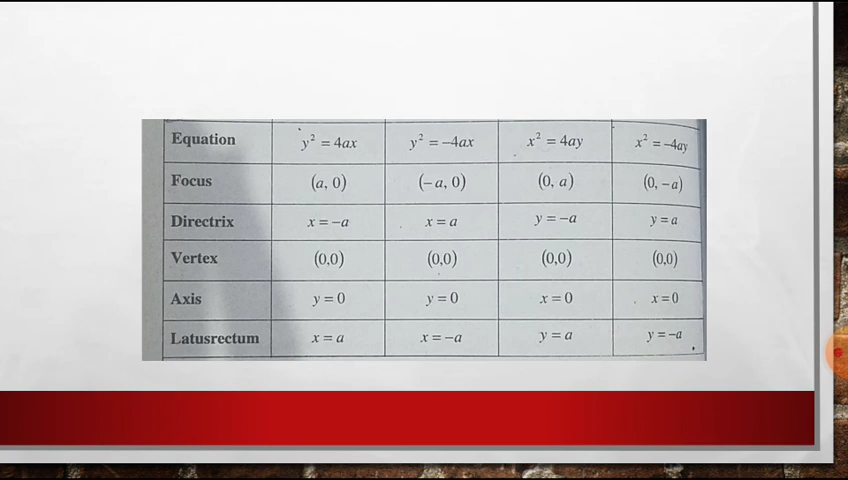 Equation y² = 4ax y² = –4ax x² = 4ay x² = –4ay
Focus (a, 0) (– a, 0) (0, a) (0, – a)
Directrix x = –a x = a y = –a y = a
Vertex (0,0) (0,0) (0,0) (0,0)
Axis y = 0 y = 0 x = 0 x = 0
Latusrectum x = a x = –a y = a y = –a